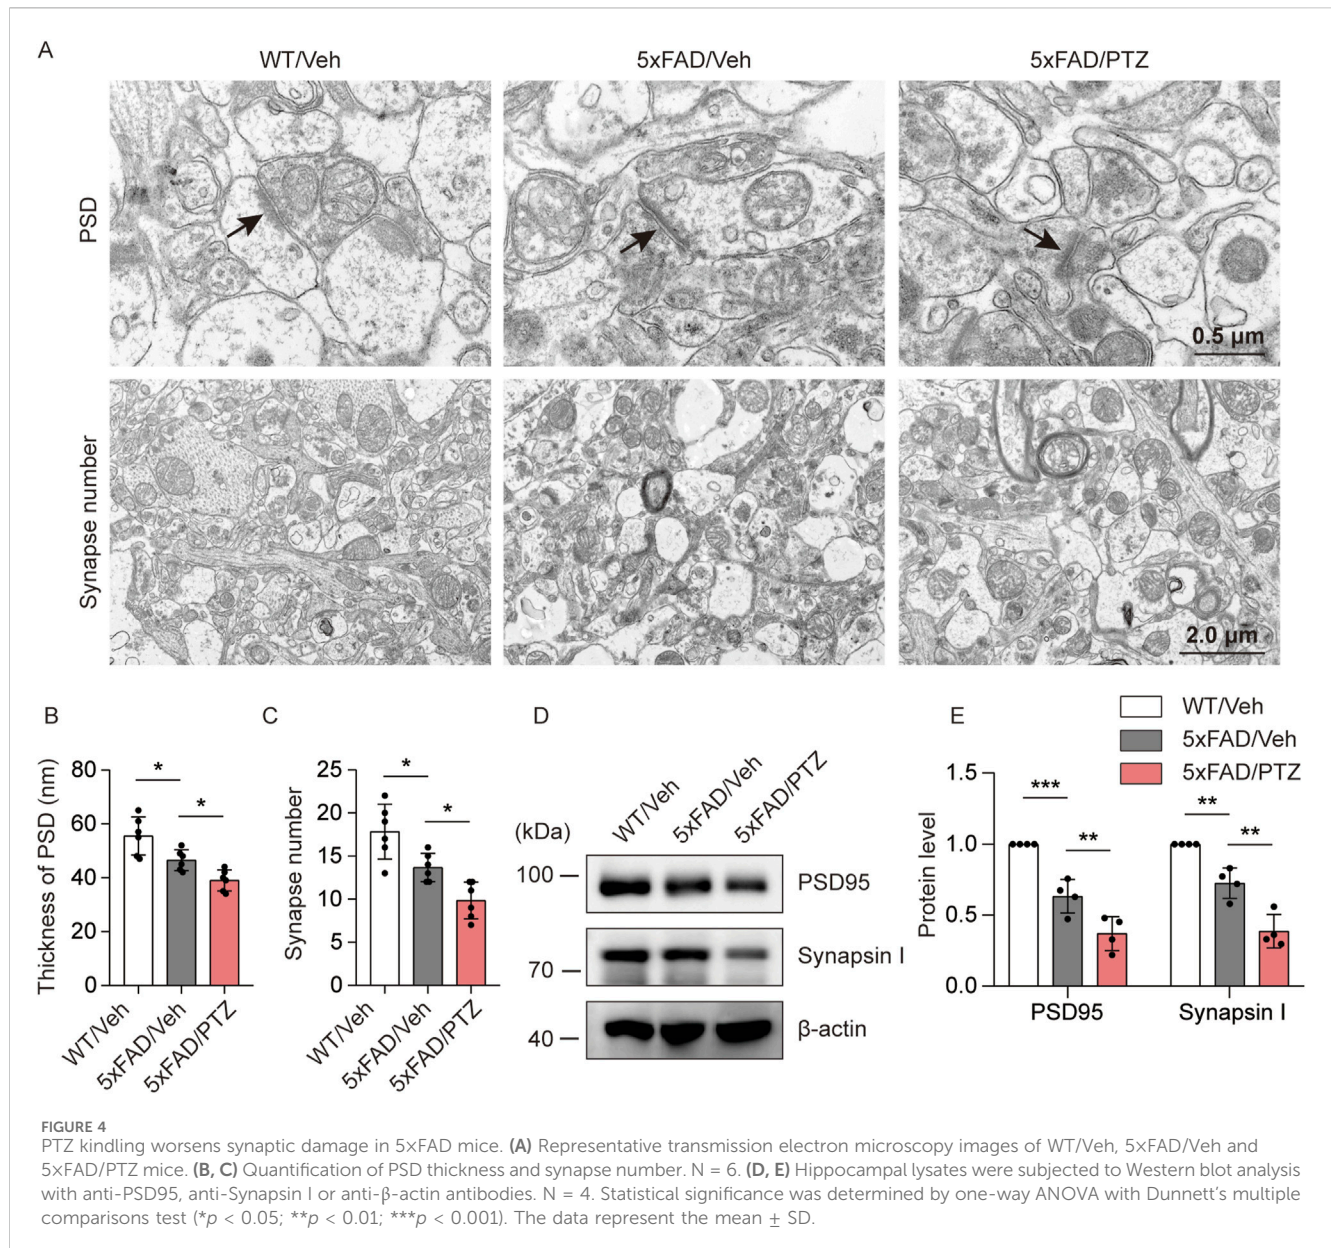 A
WT/Veh
5xFAD/Veh
5xFAD/PTZ
PSD
0.5 μm
Synapse number
2.0 μm
B
Thickness of PSD (nm)
80
60
40
20
0
*
*
WT/Veh
5xFAD/Veh
5xFAD/PTZ
C
Synapse number
25
20
15
10
5
0
*
*
WT/Veh
5xFAD/Veh
5xFAD/PTZ
D
WT/Veh
5xFAD/Veh
5xFAD/PTZ
(kDa)
100
PSD95
70
Synapsin I
40
β-actin
E
WT/Veh
5xFAD/Veh
5xFAD/PTZ
Protein level
1.5
1.0
0.5
0.0
***
**
**
**
PSD95
Synapsin I
FIGURE 4
PTZ kindling worsens synaptic damage in 5×FAD mice. (A) Representative transmission electron microscopy images of WT/Veh, 5×FAD/Veh and
5×FAD/PTZ mice. (B, C) Quantification of PSD thickness and synapse number. N = 6. (D, E) Hippocampal lysates were subjected to Western blot analysis
with anti-PSD95, anti-Synapsin I or anti-β-actin antibodies. N = 4. Statistical significance was determined by one-way ANOVA with Dunnett's multiple
comparisons test (*p < 0.05; **p < 0.01; ***p < 0.001). The data represent the mean ± SD.